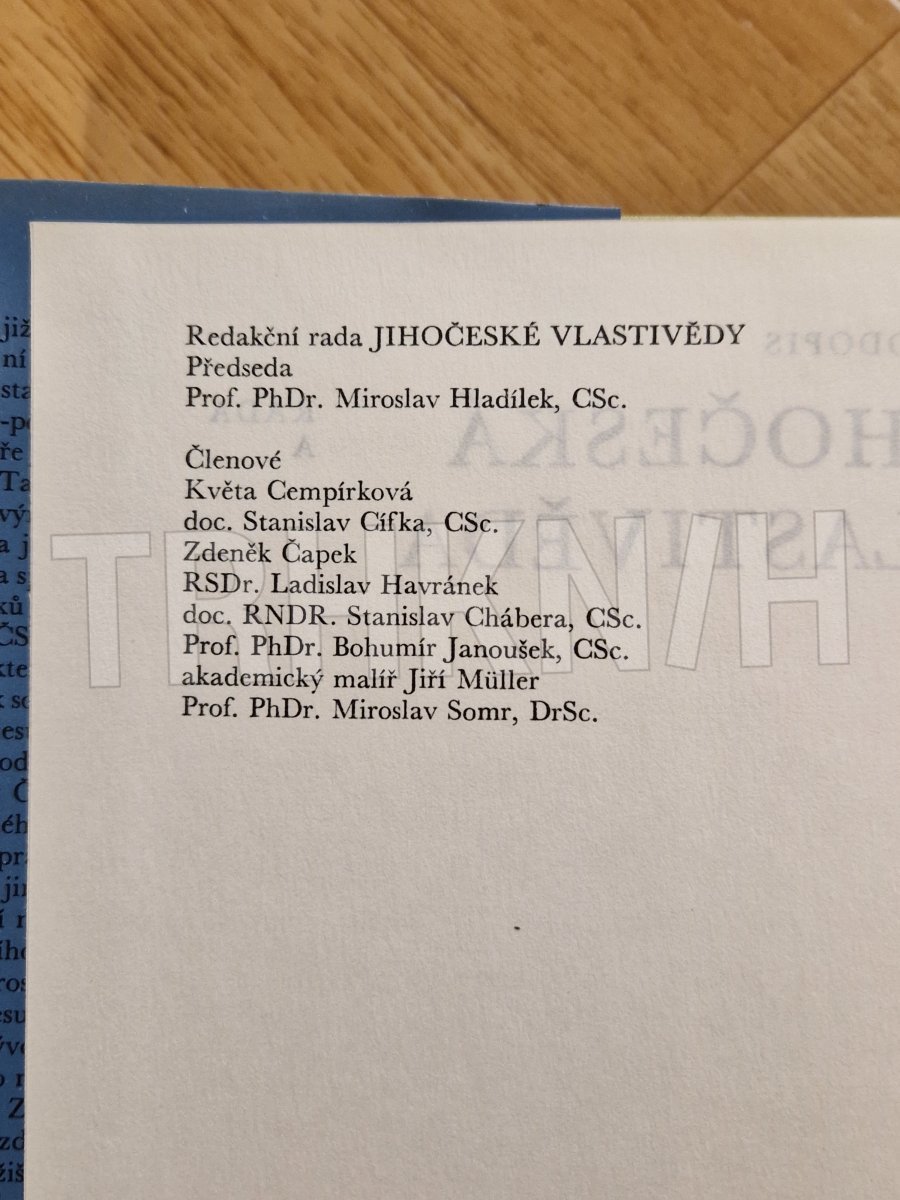 Redakční rada JIHOČESKÉ VLASTIVĚDY
Předseda
Prof. PhDr. Miroslav Hladílek, CSc.
Členové
Květa Cempírková
doc. Stanislav Cífka, CSc.
Zdeněk Čapek
RSDr. Ladislav Havránek
doc. RNDR. Stanislav Chábera, CSc.
Prof. PhDr. Bohumír Janoušek, CSc.
akademický malíř Jiří Müller
Prof. PhDr. Miroslav Somr, DrSc.